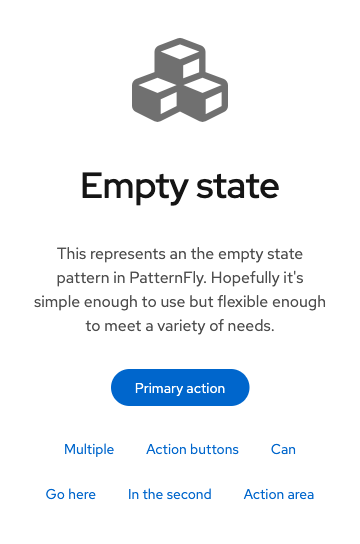 Empty state
This represents an the empty state
pattern in PatternFly. Hopefully it's
simple enough to use but flexible enough
to meet a variety of needs.
Primary action
Multiple Action buttons Can
Go here In the second Action area